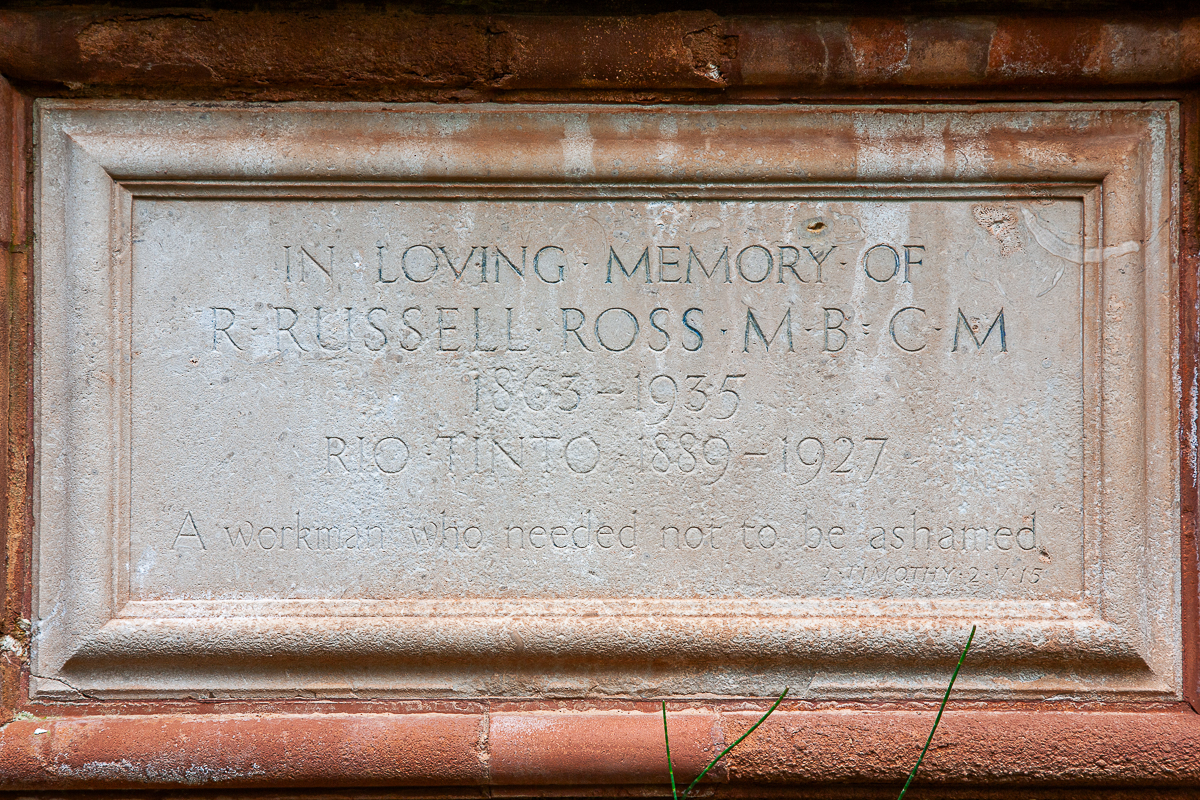 IN · LOVING · MEMORY · OF
R · RUSSELL · ROSS · M · B · C · M
1863 – 1935
RIO · TINTO · 1889 – 1927
"A workman who needed not to be ashamed.
TIMOTHY · 2 · V · 15